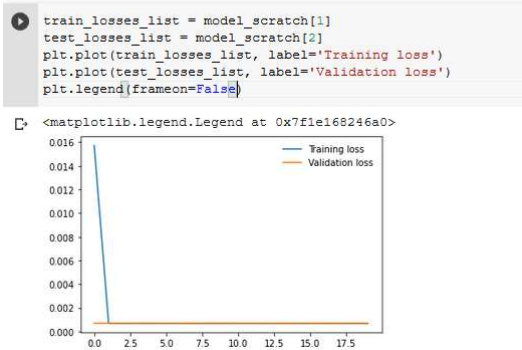 train_losses_list = model_scratch[1]
test_losses_list = model_scratch[2]
plt.plot(train_losses_list, label='Training loss')
plt.plot(test_losses_list, label='Validation loss')
plt.legend(frameon=False)
<matplotlib.legend.Legend at 0x7f1e168246a0>
0.016
Training loss
Validation loss
0.014
0.012
0.010
0.008
0.006
0.004
0.002
0.000
0.0 2.5 5.0 7.5 10.0 12.5 15.0 17.5